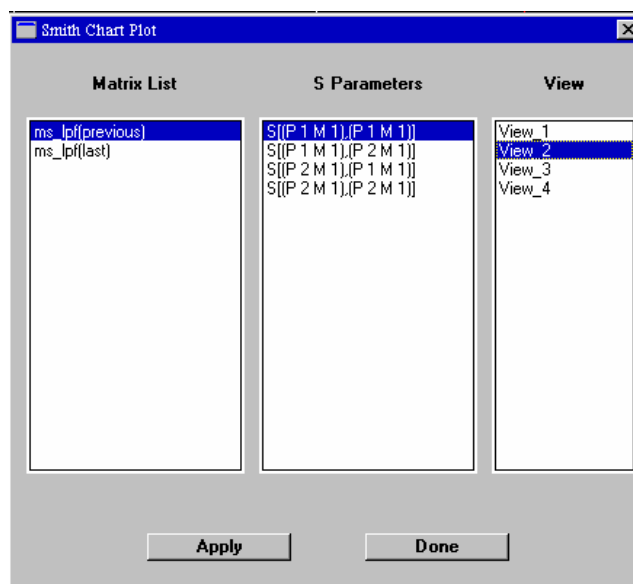 Smith Chart Plot
Matrix List
S Parameters
View
ms_lpf(previous)
ms_lpf(last)
S[(P 1 M 1),(P 1 M 1)]
S[(P 1 M 1),(P 2 M 1)]
S[(P 2 M 1),(P 1 M 1)]
S[(P 2 M 1),(P 2 M 1)]
View_1
View_2
View_3
View_4
Apply
Done